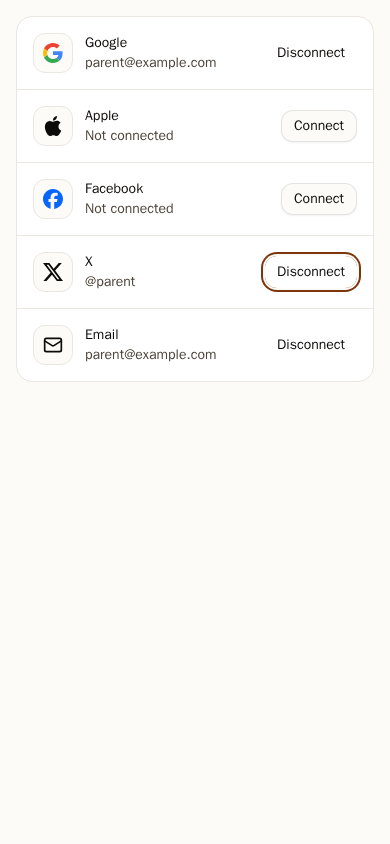 Google
parent@example.com
Disconnect
Apple
Not connected
Connect
Facebook
Not connected
Connect
X
@parent
Disconnect
Email
parent@example.com
Disconnect